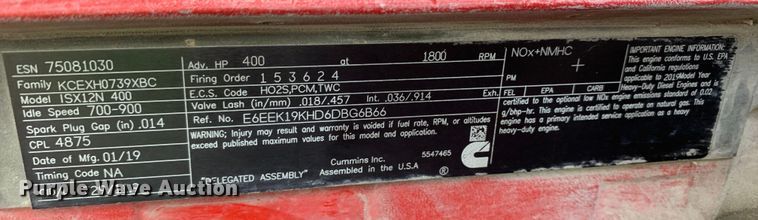 ESN 75081030
Family KCEXH0739XBC
Model ISX12N 400
Idle Speed 700-900
Spark Plug Gap (in) .014
CPL 4875
Date of Mfg. 01/19
Timing Code NA
Adv. HP 400 at 1800 RPM
Firing Order 1 5 3 6 2 4
E.C.S. Code HO2S,PCM,TWC
Valve Lash (in/mm) .018/.457 Int. .036/.914 Exh.
Ref. No. E6EEK19KHD6DBG6B66
Warning: Injury may result and warranty is voided if fuel rate, RPM, or altitudes
exceed published maximum values for this model and application.
Cummins Inc. 5547465
"DELEGATED ASSEMBLY" Assembled in the U.S.A ®
NOx+NMHC
PM
IMPORTANT ENGINE INFORMATION
This engine conforms to U.S. EPA
and California regulations
applicable to 2019 Model Year
Heavy-Duty Diesel Engines and is
certified to the optional low NOx engine emissions standard of 0.02
g/bhp-hr. This engine is certified to operate on natural gas. This
engine has a primary intended service application as a heavy
heavy-duty engine.
Purple Wave Auction